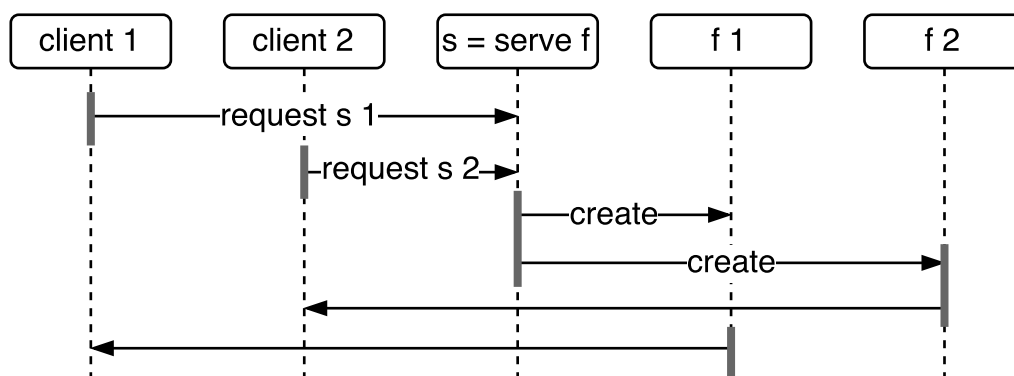 client 1
client 2
s = serve f
f 1
f 2
request s 1
request s 2
create
create